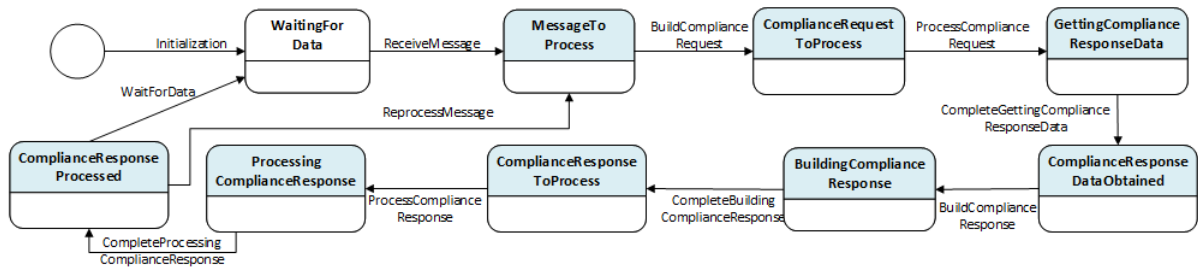 Initialization
WaitingFor
Data
ReceiveMessage
MessageTo
Process
BuildCompliance
Request
ComplianceRequest
ToProcess
ProcessCompliance
Request
GettingCompliance
ResponseData
WaitForData
ReprocessMessage
CompleteGettingCompliance
ResponseData
ComplianceResponse
Processed
Processing
ComplianceResponse
ComplianceResponse
ToProcess
BuildingCompliance
Response
ComplianceResponse
DataObtained
ProcessCompliance
Response
CompleteBuilding
ComplianceResponse
BuildCompliance
Response
CompleteProcessing
ComplianceResponse